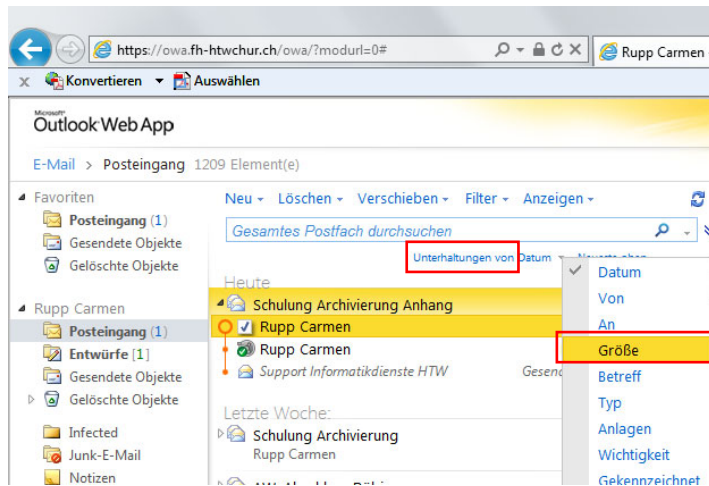 https://owa.fh-htwchur.ch/owa/?modurl=0#
Rupp Carmen
x Konvertieren Auswählen
Microsoft
Outlook Web App
E-Mail > Posteingang 1209 Element(e)
Favoriten
Posteingang (1)
Gesendete Objekte
Gelöschte Objekte
Rupp Carmen
Posteingang (1)
Entwürfe [1]
Gesendete Objekte
Gelöschte Objekte
Infected
Junk-E-Mail
Notizen
Neu Löschen Verschieben Filter Anzeigen
Gesamtes Postfach durchsuchen
Unterhaltungen von Datum
Heute
Schulung Archivierung Anhang
Rupp Carmen
Rupp Carmen
Support Informatikdienste HTW
Letzte Woche:
Schulung Archivierung
Rupp Carmen
Datum
Von
An
Größe
Betreff
Typ
Anlagen
Wichtigkeit
Gekennzeichnet